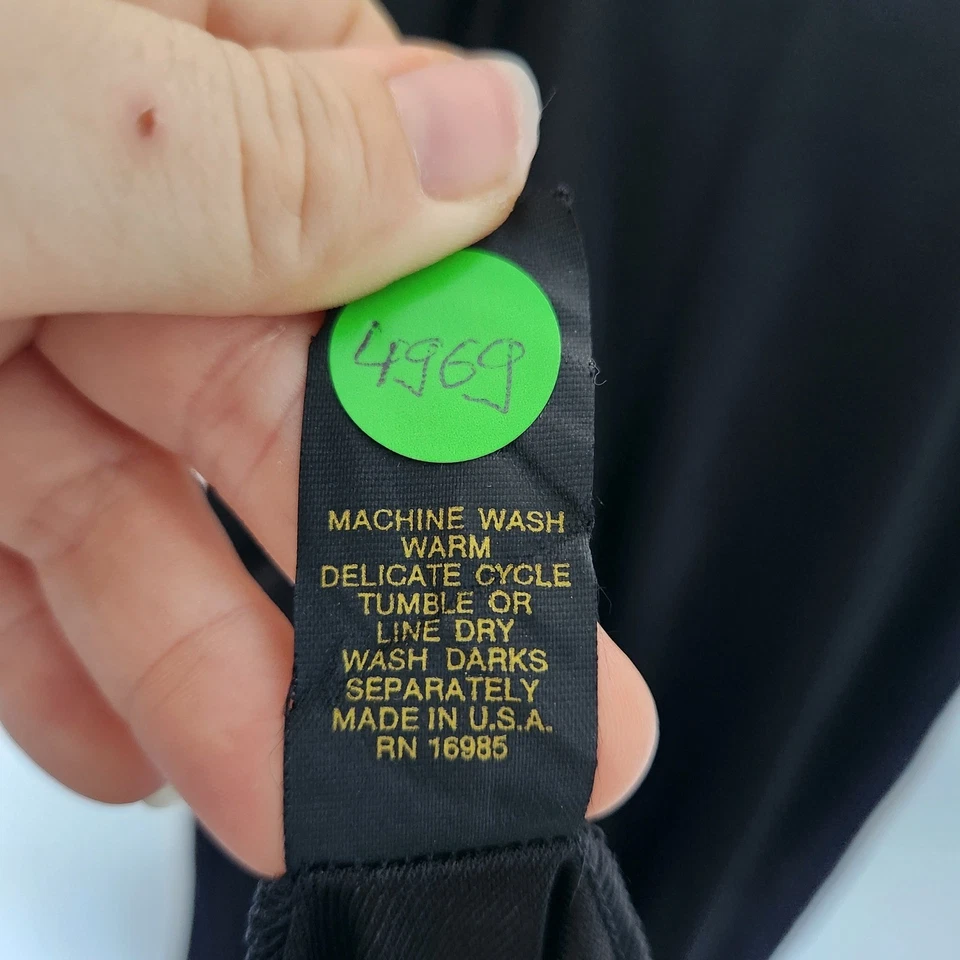 4969
MACHINE WASH
WARM
DELICATE CYCLE
TUMBLE OR
LINE DRY
WASH DARKS
SEPARATELY
MADE IN U.S.A.
RN 16985